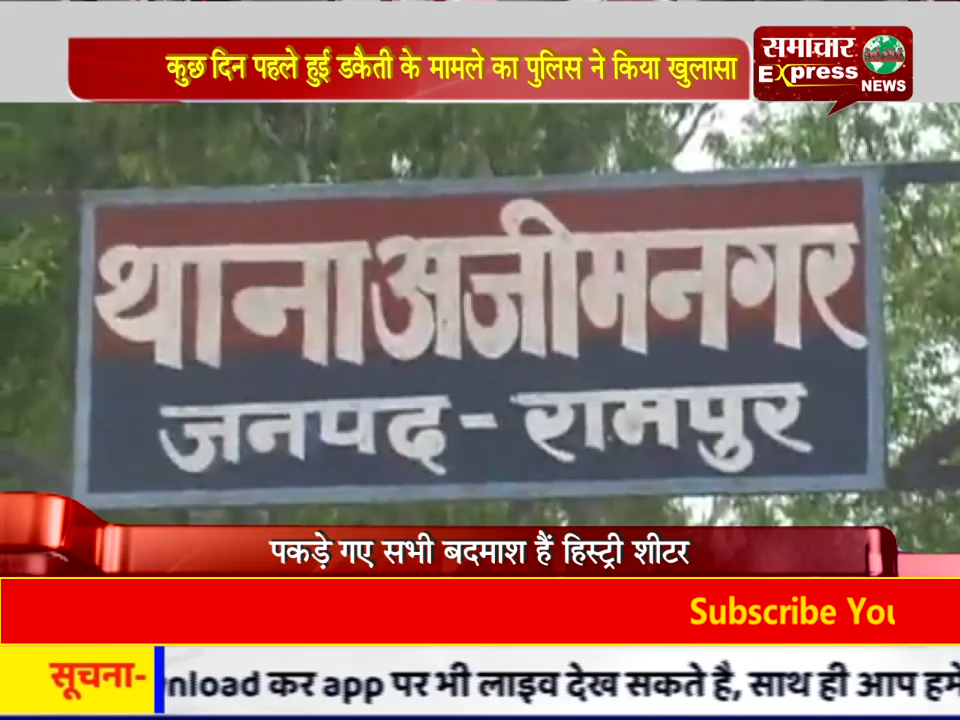 कुछ दिन पहले हुई डकैती के मामले का पुलिस ने किया खुलासा
समाचार
Express
NEWS
थाना अजीमनगर
जनपद - रामपुर
पकड़े गए सभी बदमाश हैं हिस्ट्री शीटर
Subscribe You
सूचना-
nload कर app पर भी लाइव देख सकते है, साथ ही आप हमे